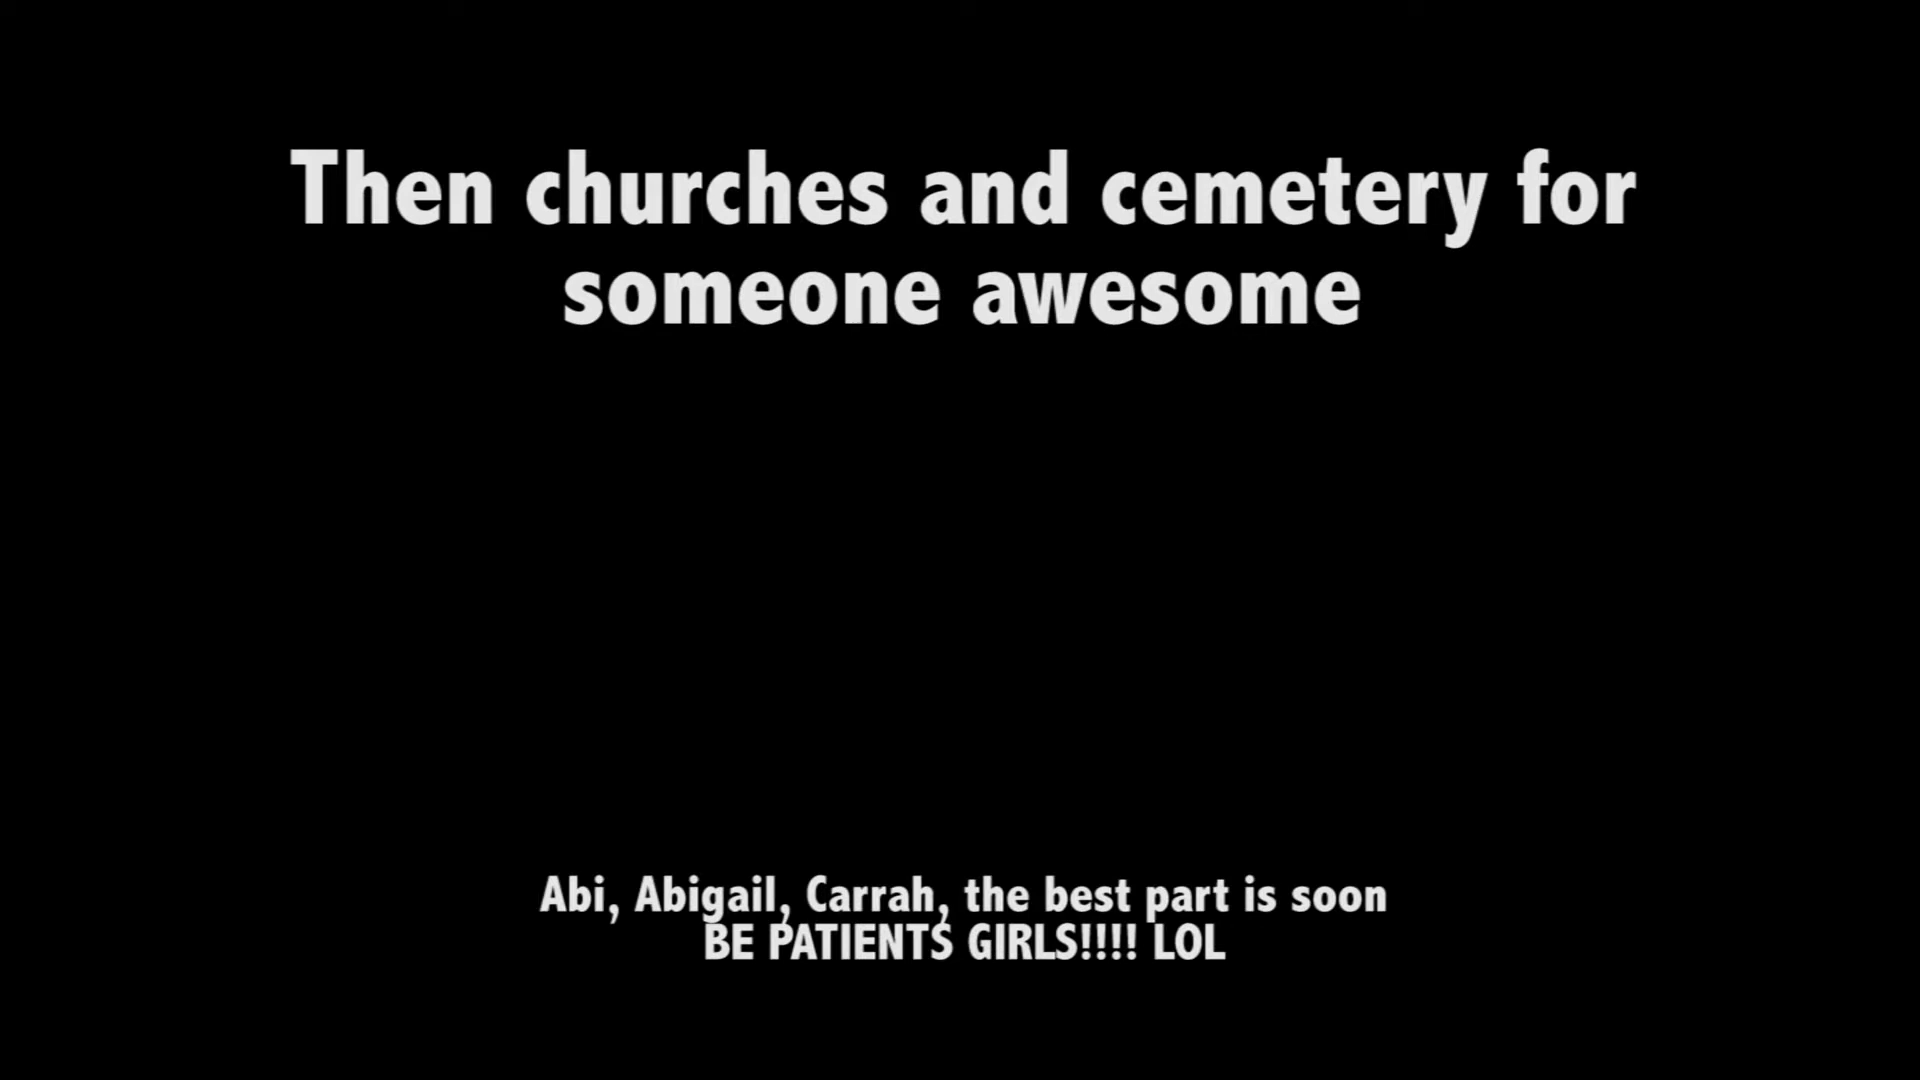 Then churches and cemetery for
someone awesome
Abi, Abigail, Carrah, the best part is soon
BE PATIENTS GIRLS!!!! LOL